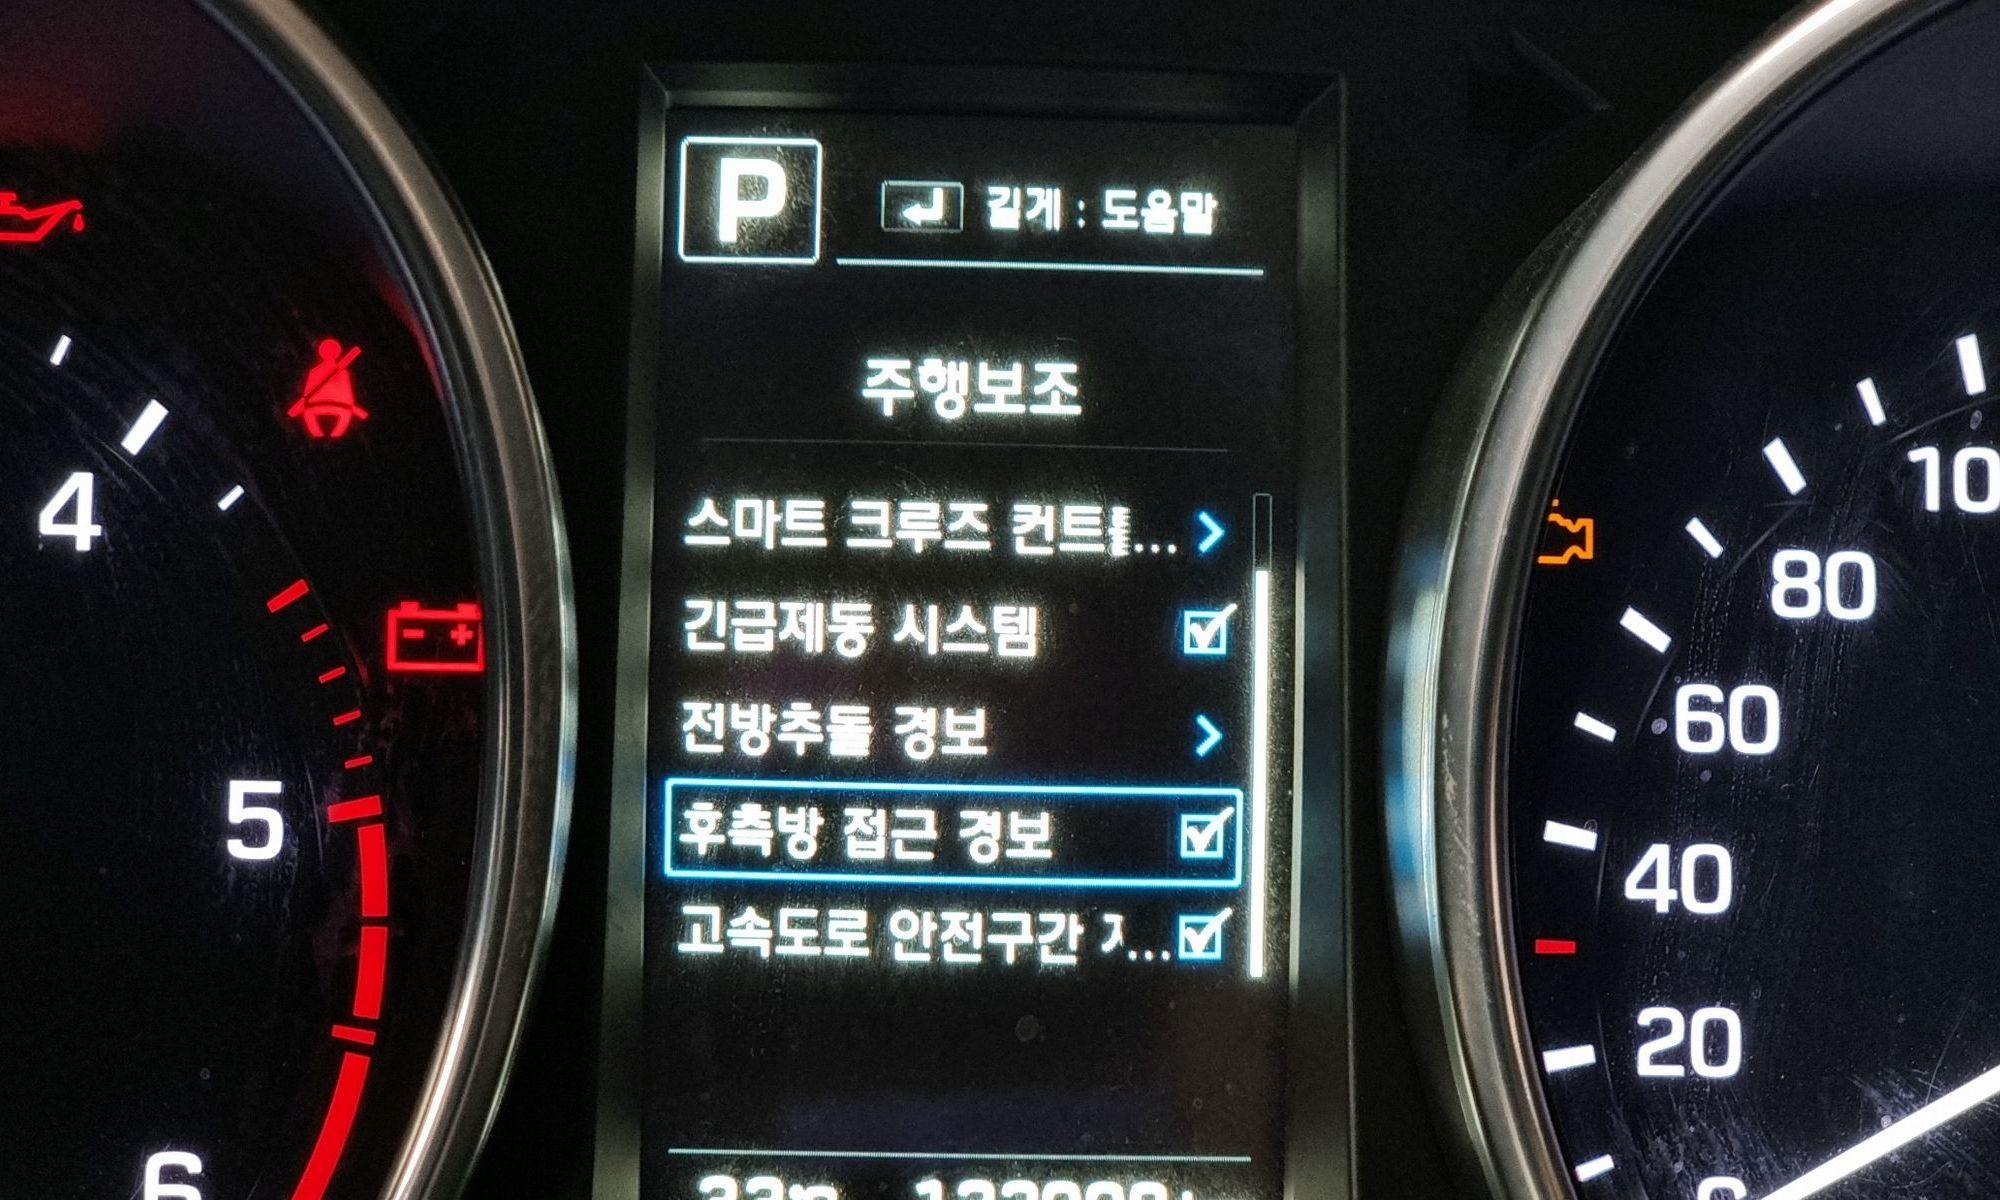 P
길게 : 도움말
주행보조
스마트 크루즈 컨트롤...
긴급제동 시스템
전방추돌 경보
후측방 접근 경보
고속도로 안전구간 ...
4
5
6
10
80
60
40
20